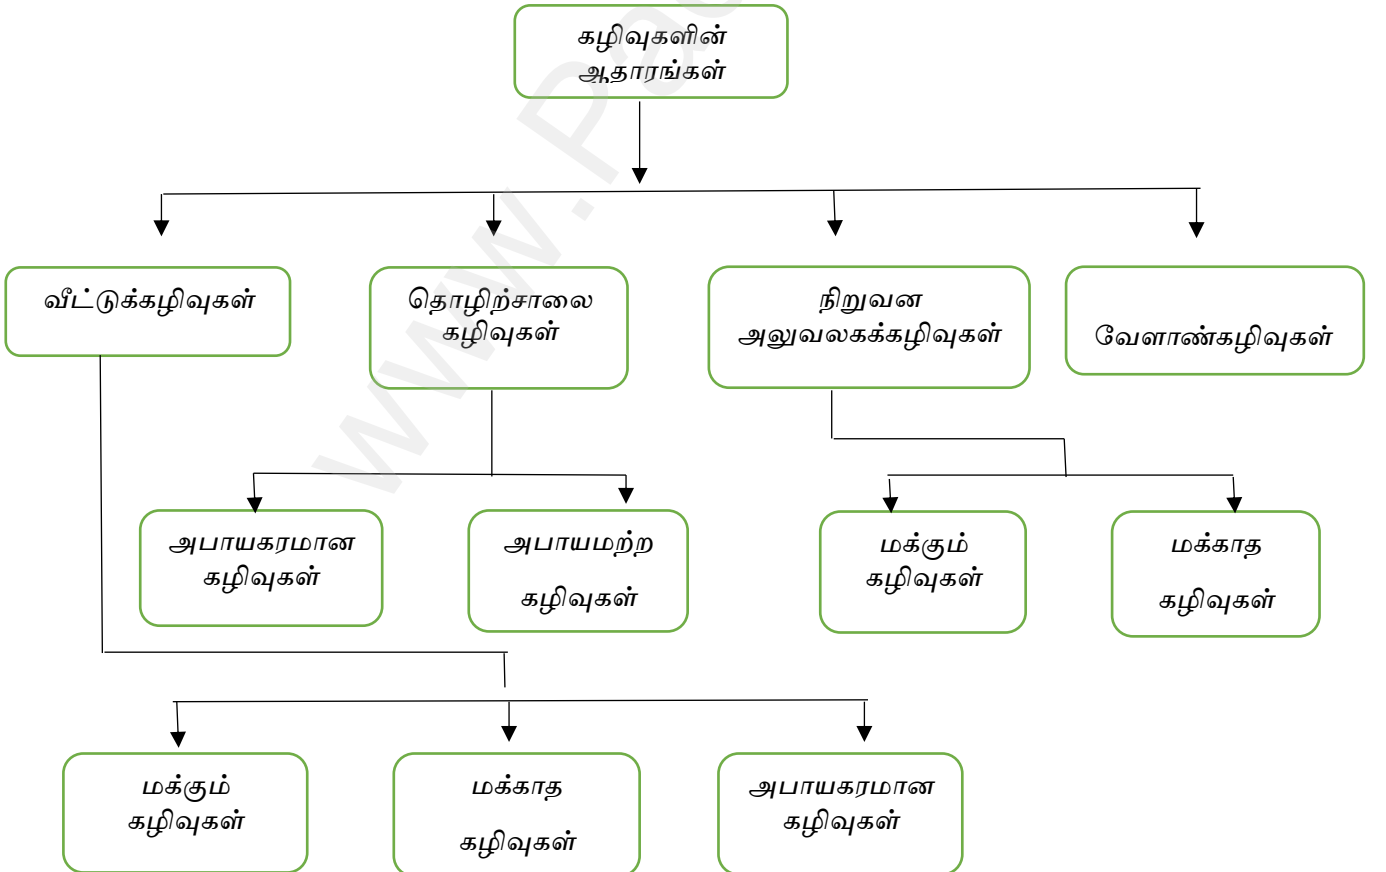 கழிவுகளின்
ஆதாரங்கள்
வீட்டுக்கழிவுகள்
தொழிற்சாலை
கழிவுகள்
நிறுவன
அலுவலகக்கழிவுகள்
வேளாண்கழிவுகள்
அபாயகரமான
கழிவுகள்
அபாயமற்ற
கழிவுகள்
மக்கும்
கழிவுகள்
மக்காத
கழிவுகள்
மக்கும்
கழிவுகள்
மக்காத
கழிவுகள்
அபாயகரமான
கழிவுகள்